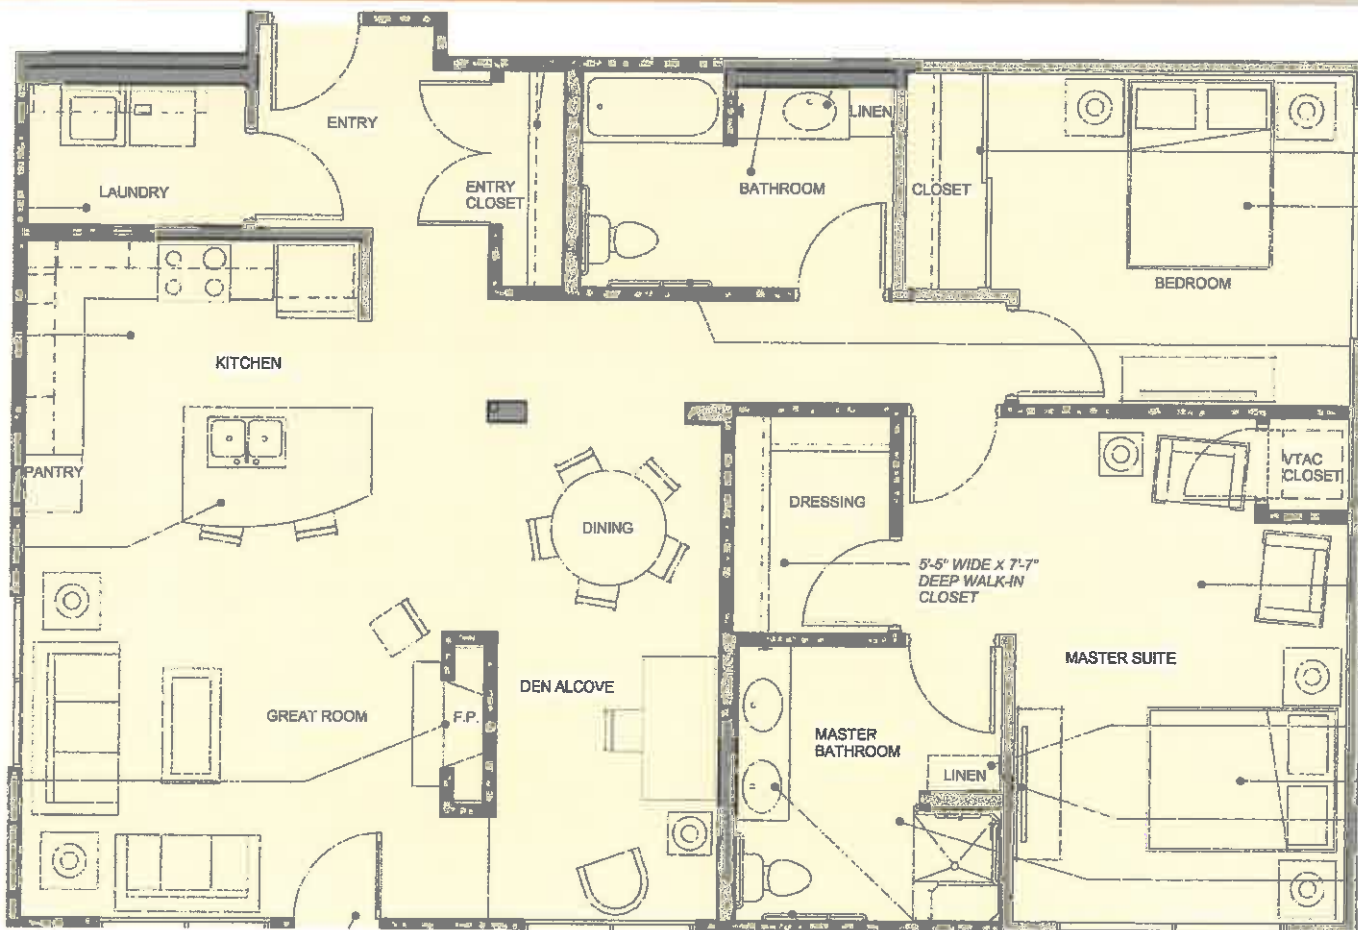 ENTRY
LAUNDRY
ENTRY
CLOSET
BATHROOM
LINEN
CLOSET
BEDROOM
KITCHEN
PANTRY
DINING
DRESSING
VTAC
CLOSET
5'-5" WIDE X 7'-7"
DEEP WALK-IN
CLOSET
MASTER SUITE
GREAT ROOM
F.P.
DEN ALCOVE
MASTER
BATHROOM
LINEN